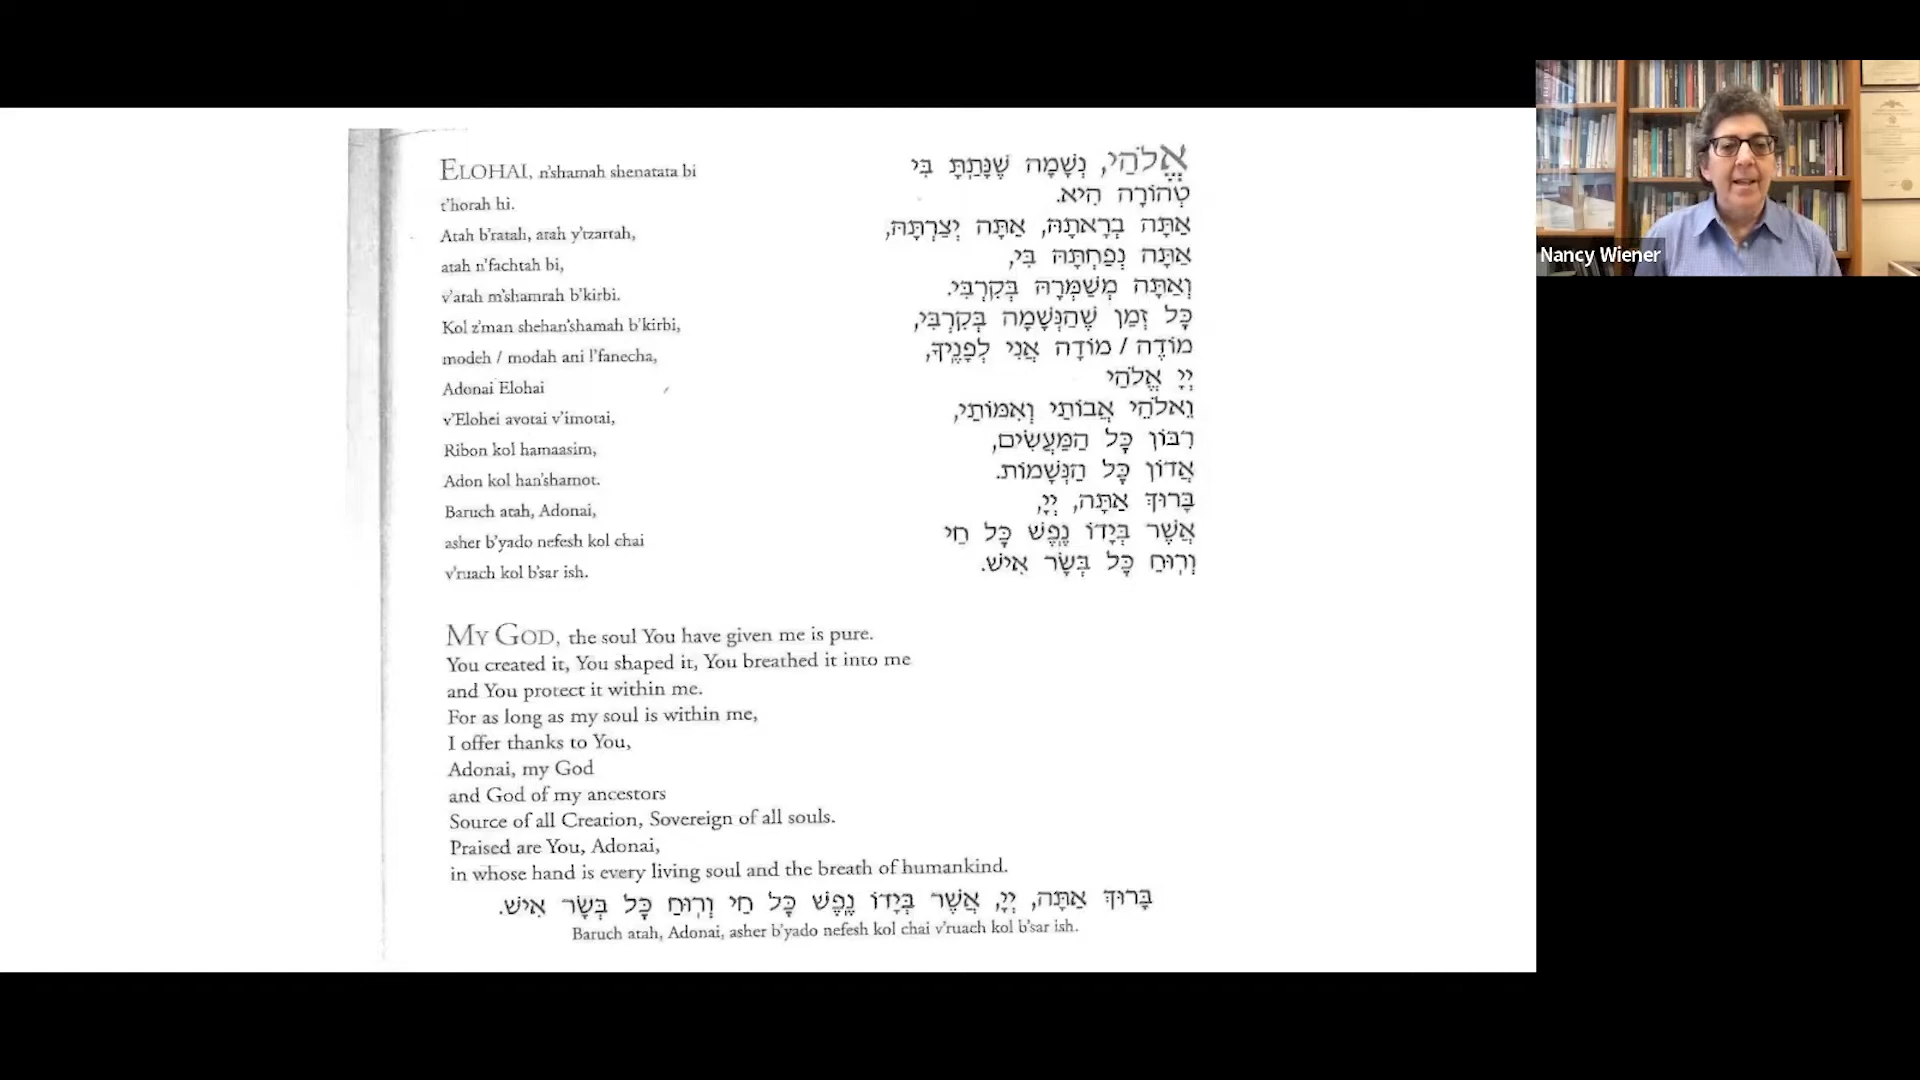 ELOHAI, n'shamah shenatata bi
t'horah hi.
Atah b'ratah, atah y'tzartah,
atah n'fachtah bi,
v'atah m'shamrah b'kirbi.
Kol z'man shehan'shamah b'kirbi,
modeh / modah ani l'fanecha,
Adonai Elohai
v'Elohei avotai v'imotai,
Ribon kol hamaasim,
Adon kol han'shamot.
Baruch atah, Adonai,
asher b'yado nefesh kol chai
v'ruach kol b'sar ish.
אֱלֹהַי, נְשָׁמָה שֶׁנָּתַתָּ בִּי
טְהוֹרָה הִיא.
אַתָּה בְרָאתָהּ, אַתָּה יְצַרְתָּהּ,
אַתָּה נְפַחְתָּהּ בִּי,
וְאַתָּה מְשַׁמְּרָהּ בְּקִרְבִּי.
כׇּל זְמַן שֶׁהַנְּשָׁמָה בְּקִרְבִּי,
מוֹדֶה / מוֹדָה אֲנִי לְפָנֶֽיךָ,
יְיָ אֱלֹהַי
וֵאלֹהֵי אֲבוֹתַי וְאִמּוֹתַי,
רִבּוֹן כׇּל הַמַּעֲשִׂים,
אֲדוֹן כׇּל הַנְּשָׁמוֹת.
בָּרוּךְ אַתָּה, יְיָ,
אֲשֶׁר בְּיָדוֹ נֶֽפֶשׁ כׇּל חַי
וְרֽוּחַ כׇּל בְּשַׂר אִישׁ.
MY GOD, the soul You have given me is pure.
You created it, You shaped it, You breathed it into me
and You protect it within me.
For as long as my soul is within me,
I offer thanks to You,
Adonai, my God
and God of my ancestors
Source of all Creation, Sovereign of all souls.
Praised are You, Adonai,
in whose hand is every living soul and the breath of humankind.
בָּרוּךְ אַתָּה, יְיָ, אֲשֶׁר בְּיָדוֹ נֶֽפֶשׁ כׇּל חַי וְרֽוּחַ כׇּל בְּשַׂר אִישׁ.
Baruch atah, Adonai, asher b'yado nefesh kol chai v'ruach kol b'sar ish.
Nancy Wiener